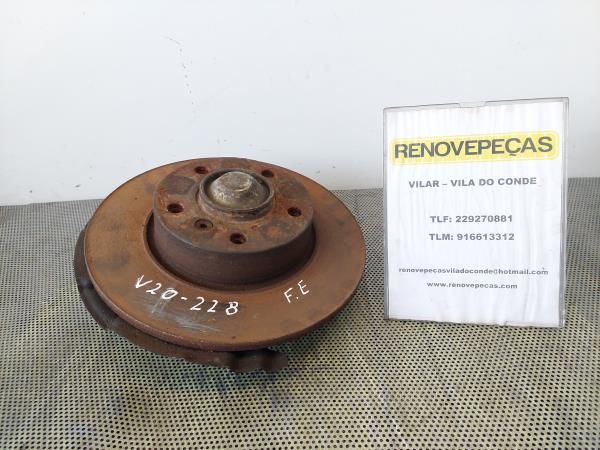 V20-228
F.E
RENOVEPEÇAS
VILAR – VILA DO CONDE
TLF: 229270881
TLM: 916613312
renovepecasviladoconde@hotmail.com
www.renovepecas.com